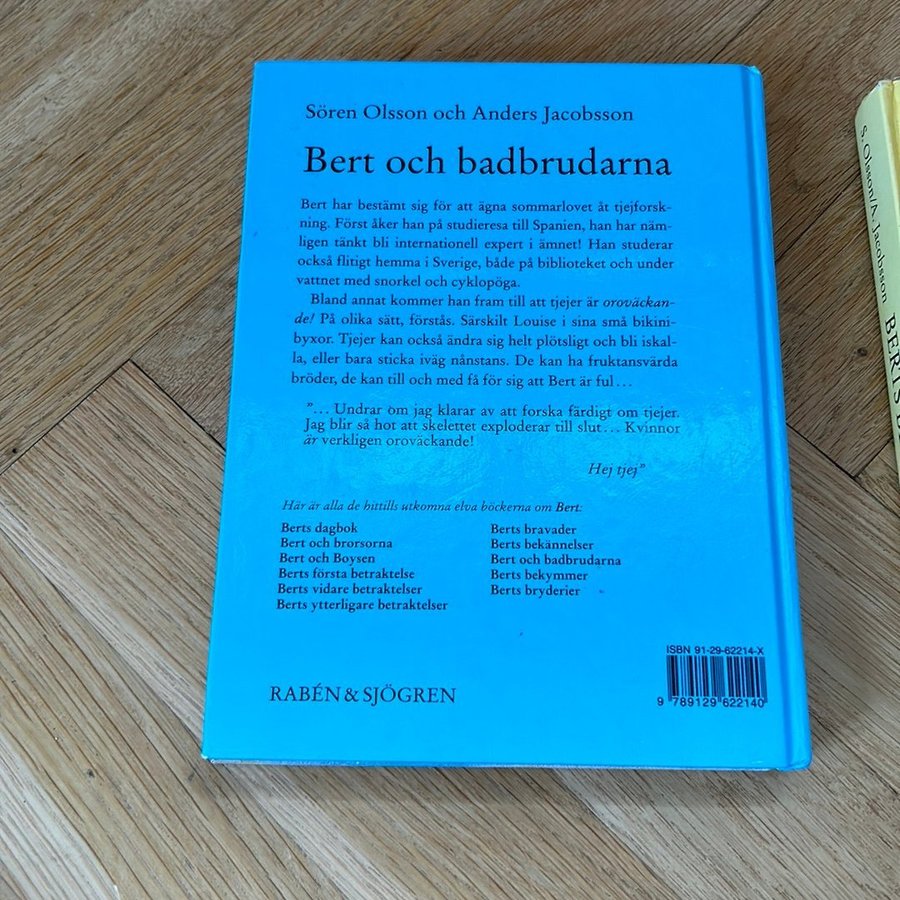 Sören Olsson och Anders Jacobsson
Bert och badbrudarna
Bert har bestämt sig för att ägna sommarlovet åt tjejforsk-
ning. Först åker han på studieresa till Spanien, han har näm-
ligen tänkt bli internationell expert i ämnet! Han studerar
också flitigt hemma i Sverige, både på biblioteket och under
vattnet med snorkel och cyklopöga.
Bland annat kommer han fram till att tjejer är oroväckan-
de! På olika sätt, förstås. Särskilt Louise i sina små bikini-
byxor. Tjejer kan också ändra sig helt plötsligt och bli iskal-
la, eller bara sticka iväg nånstans. De kan ha fruktansvärda
bröder, de kan till och med få för sig att Bert är ful…
"… Undrar om jag klarar av att forska färdigt om tjejer.
Jag blir så hot att skelettet exploderar till slut… Kvinnor
är verkligen oroväckande!
Hej tjej"
Här är alla de hittills utkomna elva böckerna om Bert:
Berts dagbok
Bert och brorsorna
Bert och Boysen
Berts första betraktelse
Berts vidare betraktelser
Berts ytterligare betraktelser
Berts bravader
Berts bekännelser
Bert och badbrudarna
Berts bekymmer
Berts bryderier
RABÉN & SJÖGREN
ISBN 91-29-62214-X
9 789129 622140
S. Olsson/A. Jacobsson BERTS